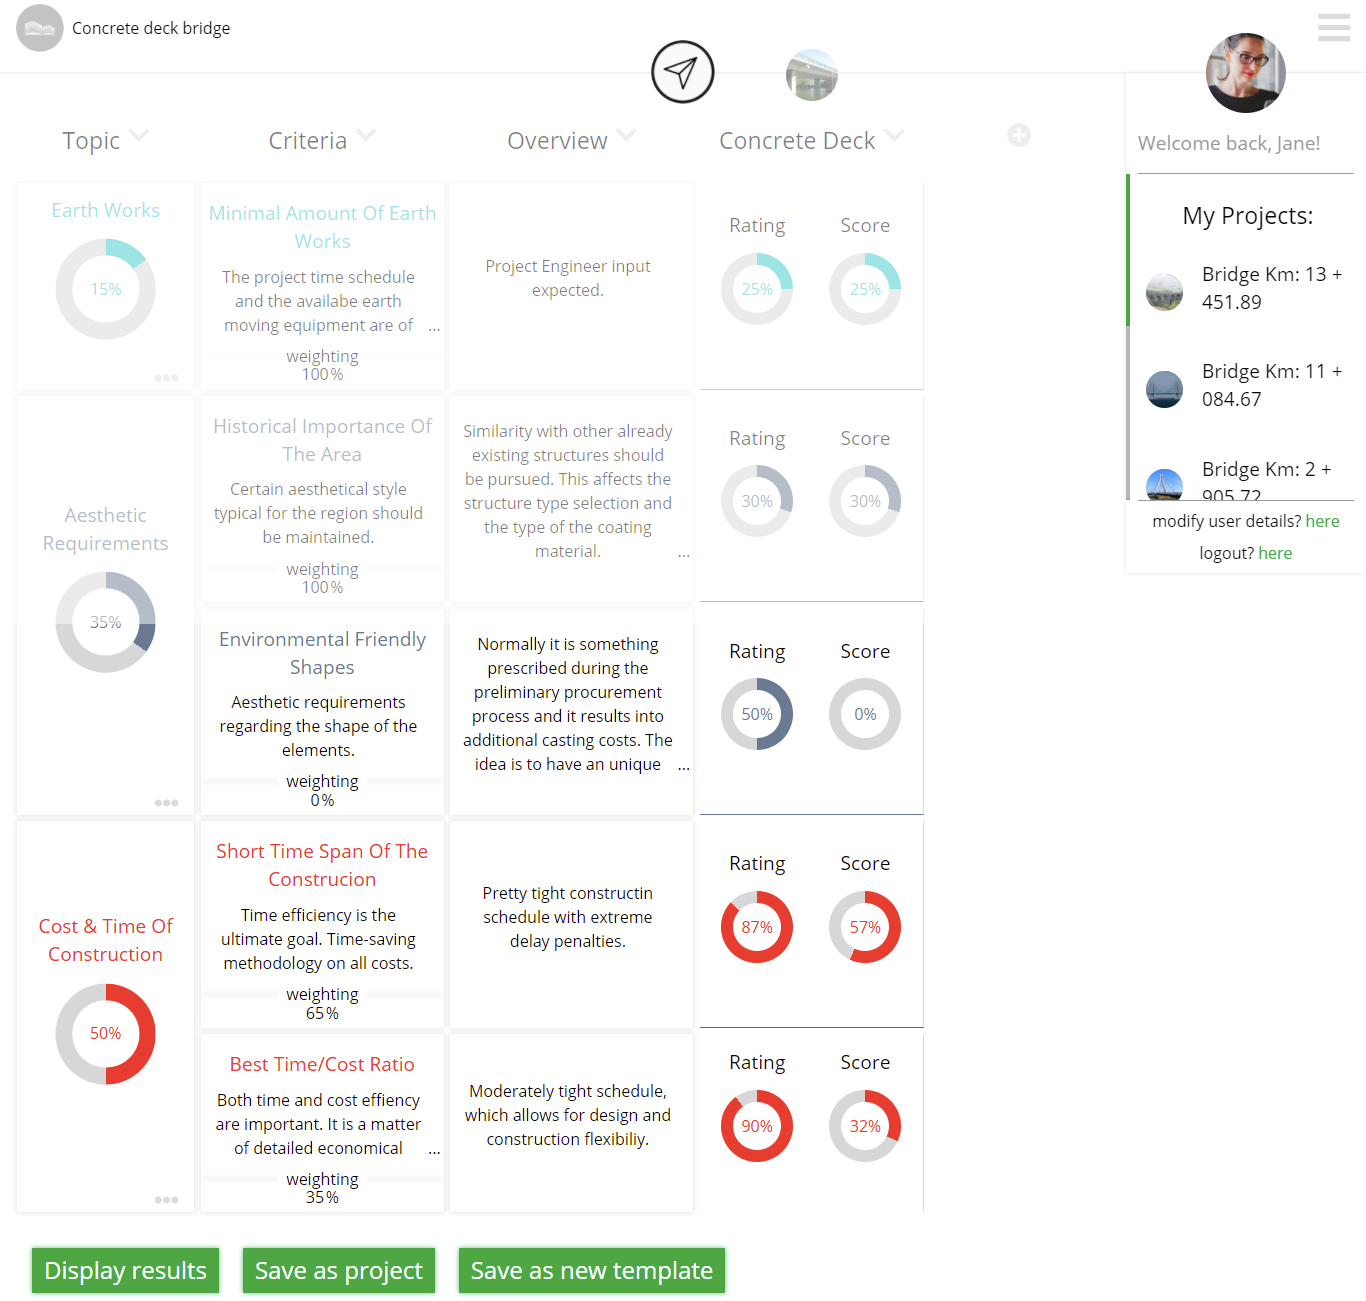 Concrete deck bridge
Topic
Criteria
Overview
Concrete Deck
Welcome back, Jane!
My Projects:
Bridge Km: 13 +
451.89
Bridge Km: 11 +
084.67
Bridge Km: 2 +
905.72
modify user details? here
logout? here
Earth Works
15%
Minimal Amount Of Earth
Works
The project time schedule
and the availabe earth
moving equipment are of ...
weighting
100%
Project Engineer input
expected.
Rating
Score
25%
25%
Aesthetic
Requirements
35%
Historical Importance Of
The Area
Certain aesthetical style
typical for the region should
be maintained.
weighting
100%
Similarity with other already
existing structures should
be pursued. This affects the
structure type selection and
the type of the coating
material. ...
Rating
Score
30%
30%
Environmental Friendly
Shapes
Aesthetic requirements
regarding the shape of the
elements.
weighting
0%
Normally it is something
prescribed during the
preliminary procurement
process and it results into
additional casting costs. The
idea is to have an unique ...
Rating
Score
50%
0%
Cost & Time Of
Construction
50%
Short Time Span Of The
Construcion
Time efficiency is the
ultimate goal. Time-saving
methodology on all costs.
weighting
65%
Pretty tight constructin
schedule with extreme
delay penalties.
Rating
Score
87%
57%
Best Time/Cost Ratio
Both time and cost effiency
are important. It is a matter
of detailed economical ...
weighting
35%
Moderately tight schedule,
which allows for design and
construction flexibiliy.
Rating
Score
90%
32%
Display results
Save as project
Save as new template